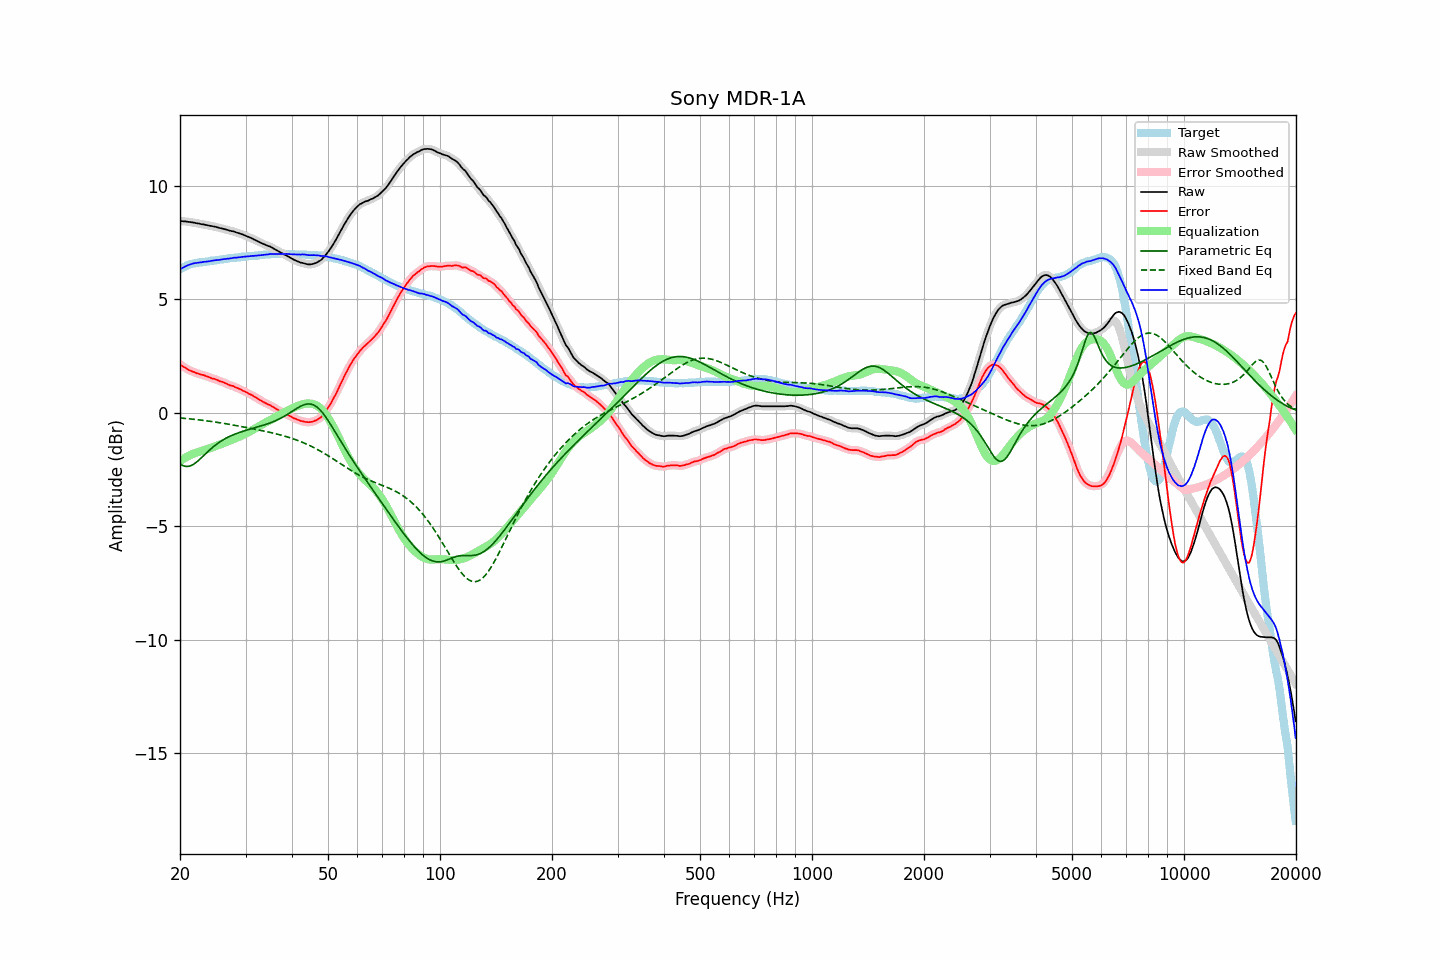 Sony MDR-1A
Target
Raw Smoothed
Error Smoothed
Raw
Error
Equalization
Parametric Eq
Fixed Band Eq
Equalized
10
5
0
−5
−10
−15
Amplitude (dBr)
20 50 100 200 500 1000 2000 5000 10000 20000
Frequency (Hz)